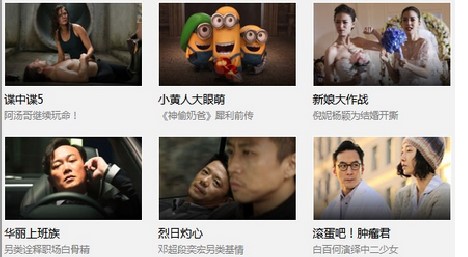 谍中谍5
小黄人大眼萌
新娘大作战
阿汤哥继续玩命！
《神偷奶爸》犀利前传
倪妮杨颖为结婚开撕
华丽上班族
烈日灼心
滚蛋吧！肿瘤君
另类诠释职场白骨精
邓超段奕宏另类基情
白百何演绎中二少女